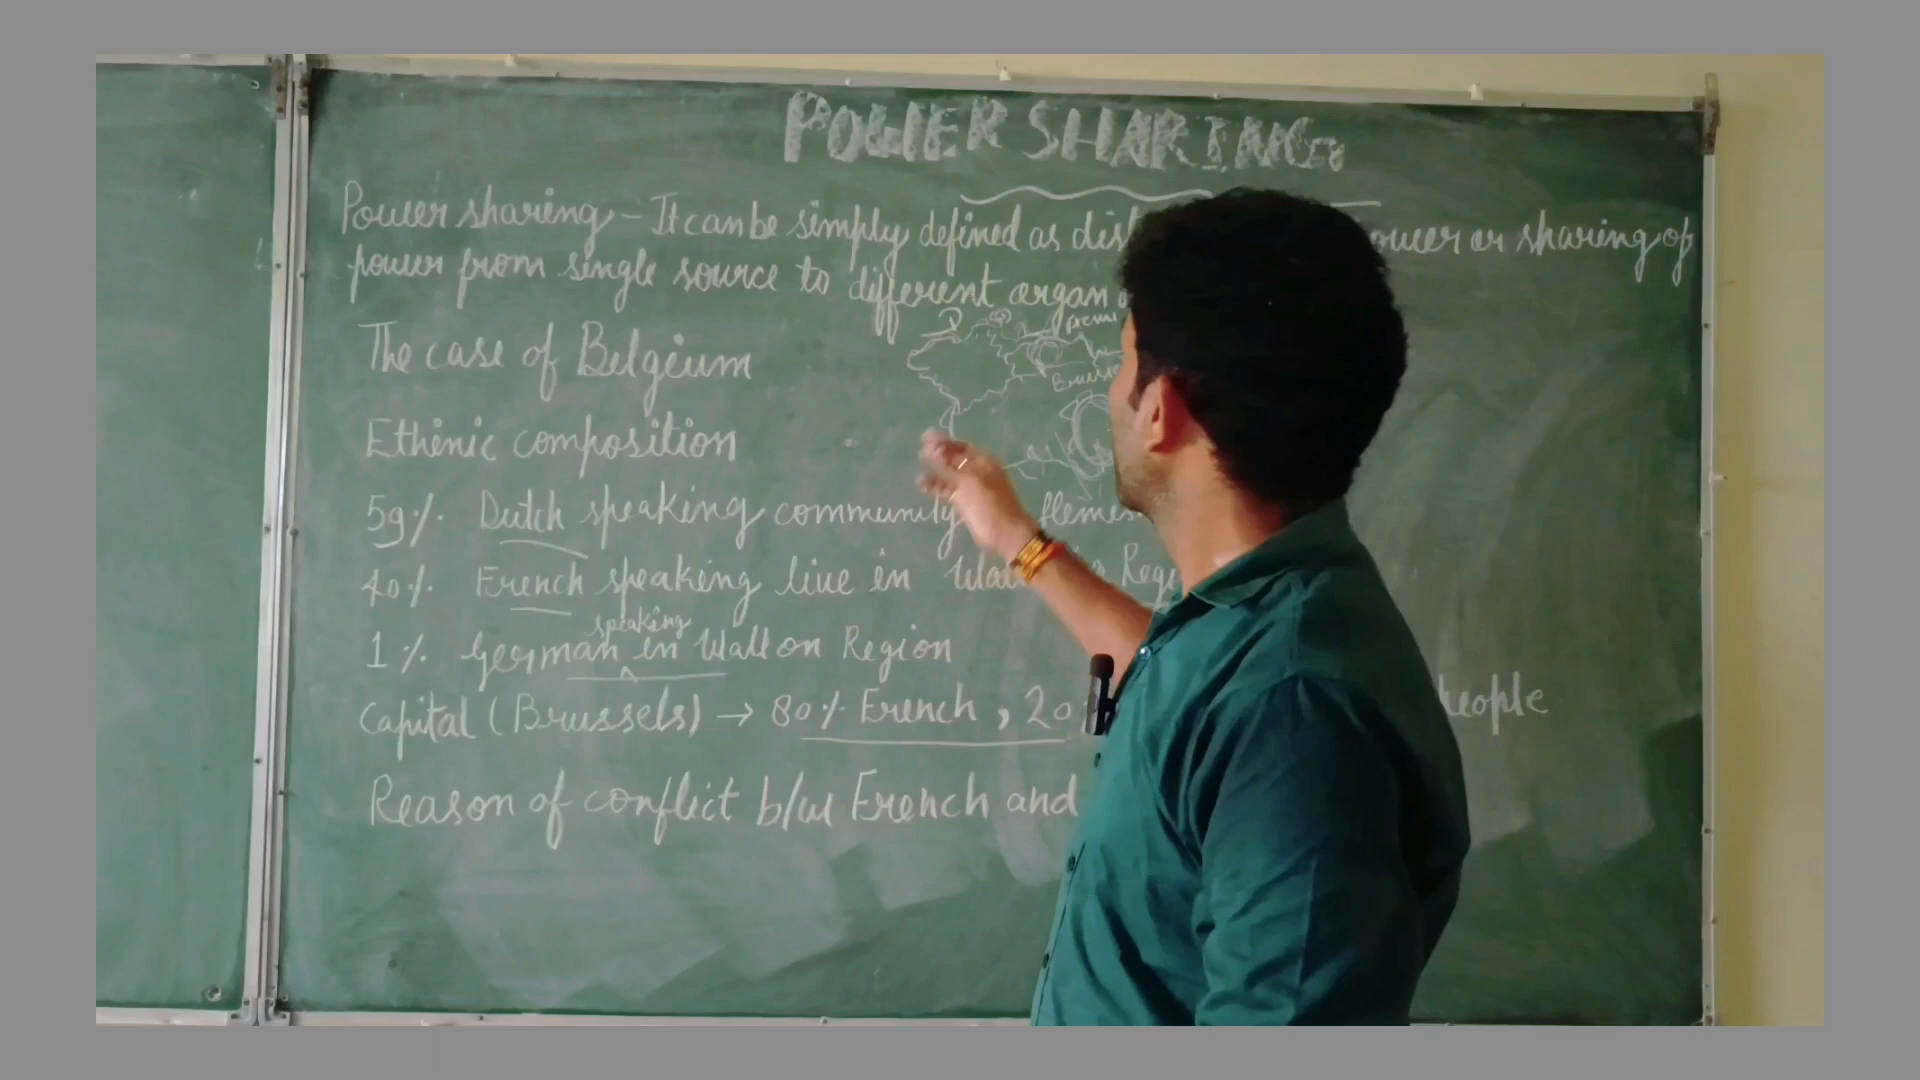 POWER SHARING
Power sharing - It can be simply defined as power or sharing of
power from single source to different organ
The case of Belgium
Ethinic composition
59% Dutch speaking community
40% French speaking live in
speaking
1% German in Wallon Region
Capital (Brussels) → 80% French, 20 people
Reason of conflict b/w French and